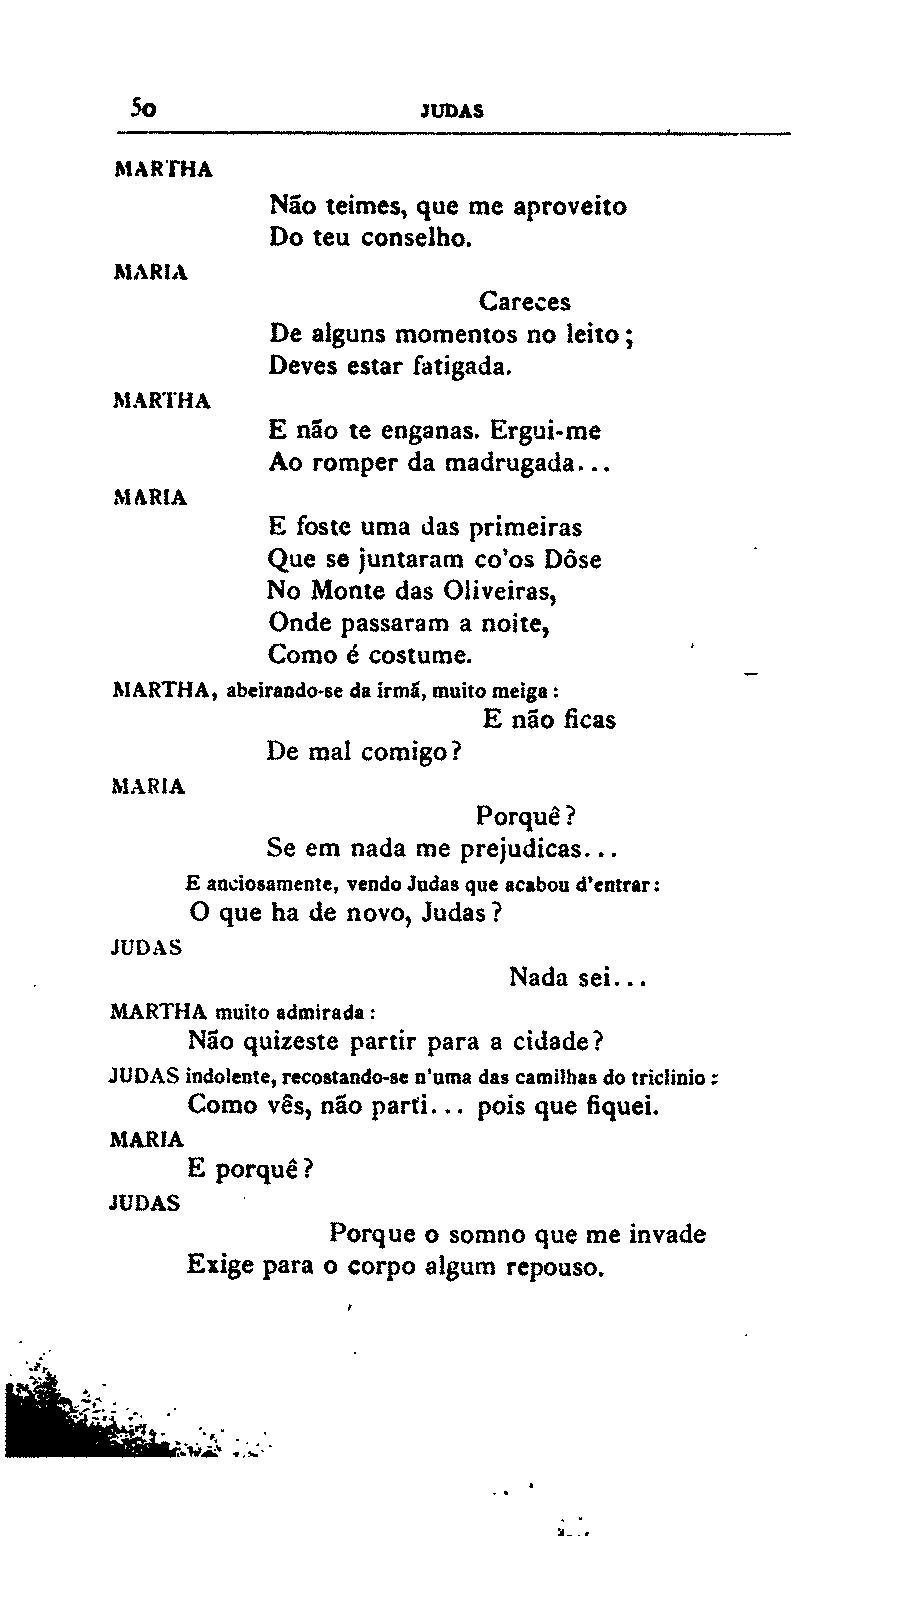 50 JUDAS
MARTHA
Não teimes, que me aproveito
Do teu conselho.
MARIA
Careces
De alguns momentos no leito;
Deves estar fatigada.
MARTHA
E não te enganas. Ergui-me
Ao romper da madrugada...
MARIA
E foste uma das primeiras
Que se juntaram co'os Dôse
No Monte das Oliveiras,
Onde passaram a noite,
Como é costume.
MARTHA, abeirando-se da irmã, muito meiga:
E não ficas
De mal comigo?
MARIA
Porquê?
Se em nada me prejudicas...
E anciosamente, vendo Judas que acabou d'entrar:
O que ha de novo, Judas?
JUDAS
Nada sei...
MARTHA muito admirada:
Não quizeste partir para a cidade?
JUDAS indolente, recostando-se n'uma das camilhas do triclinio:
Como vês, não parti... pois que fiquei.
MARIA
E porquê?
JUDAS
Porque o somno que me invade
Exige para o corpo algum repouso.